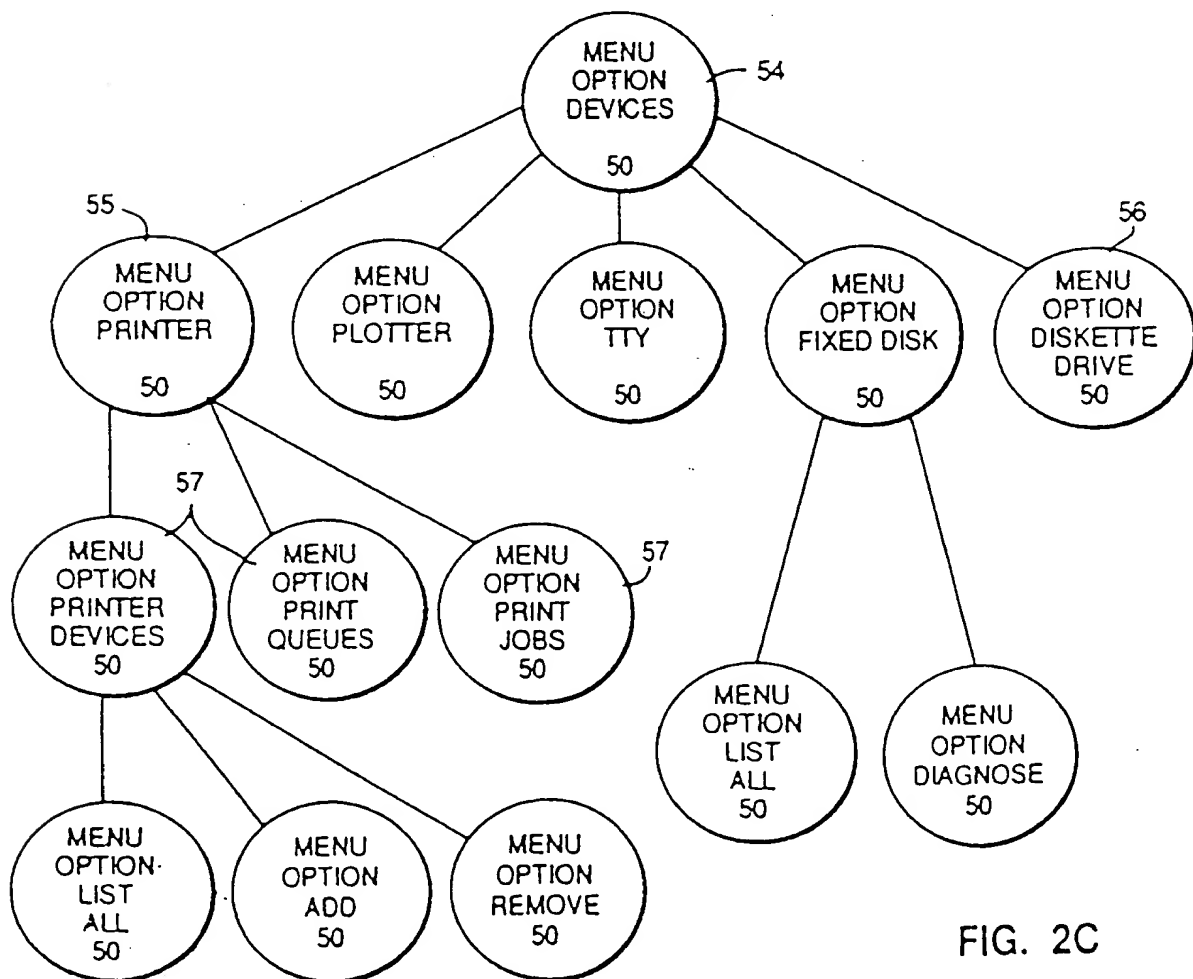 MENU
OPTION
DEVICES
50
54
55
MENU
OPTION
PRINTER
50
MENU
OPTION
PLOTTER
50
MENU
OPTION
TTY
50
MENU
OPTION
FIXED DISK
50
56
MENU
OPTION
DISKETTE
DRIVE
50
57
MENU
OPTION
PRINTER
DEVICES
50
MENU
OPTION
PRINT
QUEUES
50
MENU
OPTION
PRINT
JOBS
50
57
MENU
OPTION
LIST
ALL
50
MENU
OPTION
DIAGNOSE
50
MENU
OPTION
LIST
ALL
50
MENU
OPTION
ADD
50
MENU
OPTION
REMOVE
50
FIG. 2C